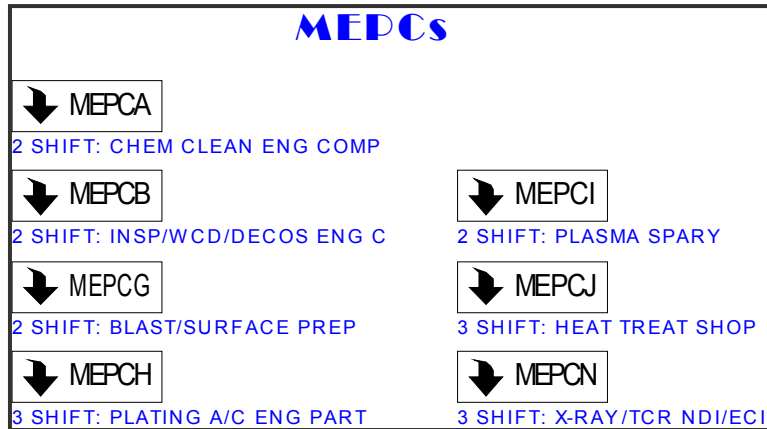 MEPCs
MEPCA
2 SHIFT: CHEM CLEAN ENG COMP
MEPCB
2 SHIFT: INSP/WCD/DECOS ENG C
MEPCG
2 SHIFT: BLAST/SURFACE PREP
MEPCH
3 SHIFT: PLATING A/C ENG PART
MEPCI
2 SHIFT: PLASMA SPARY
MEPCJ
3 SHIFT: HEAT TREAT SHOP
MEPCN
3 SHIFT: X-RAY/TCR NDI/ECI